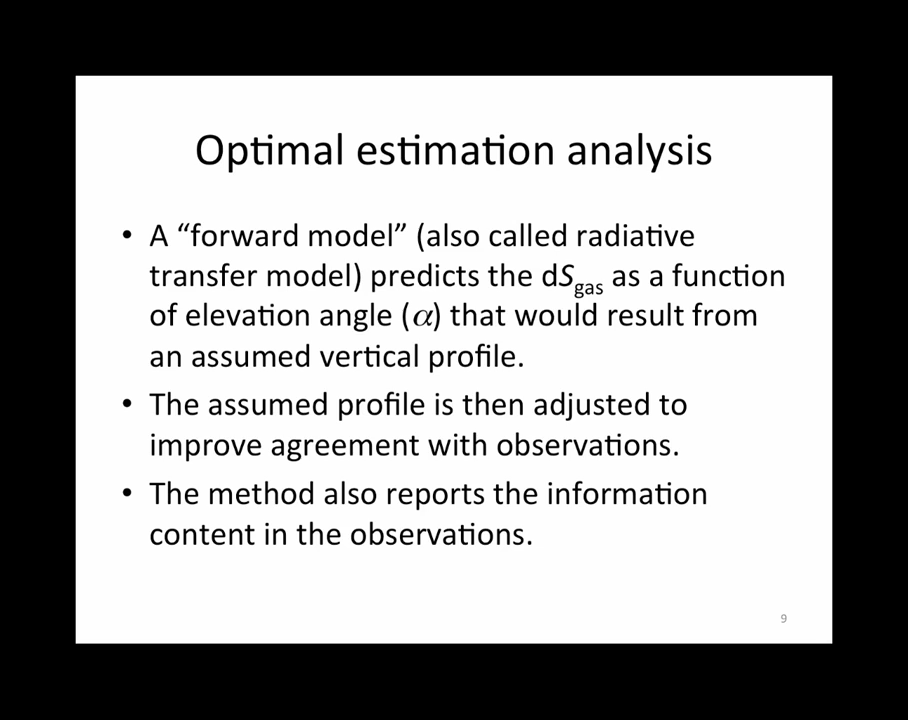 Optimal estimation analysis
• A “forward model” (also called radiative
transfer model) predicts the dSgas as a function
of elevation angle (α) that would result from
an assumed vertical profile.
• The assumed profile is then adjusted to
improve agreement with observations.
• The method also reports the information
content in the observations.
9